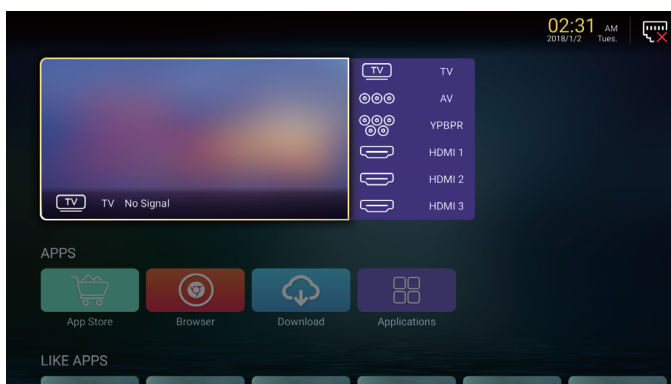 02:31 AM
2018/1/2 Tues.
TV TV
AV
YPBPR
HDMI 1
HDMI 2
HDMI 3
TV TV No Signal
APPS
App Store Browser Download Applications
LIKE APPS